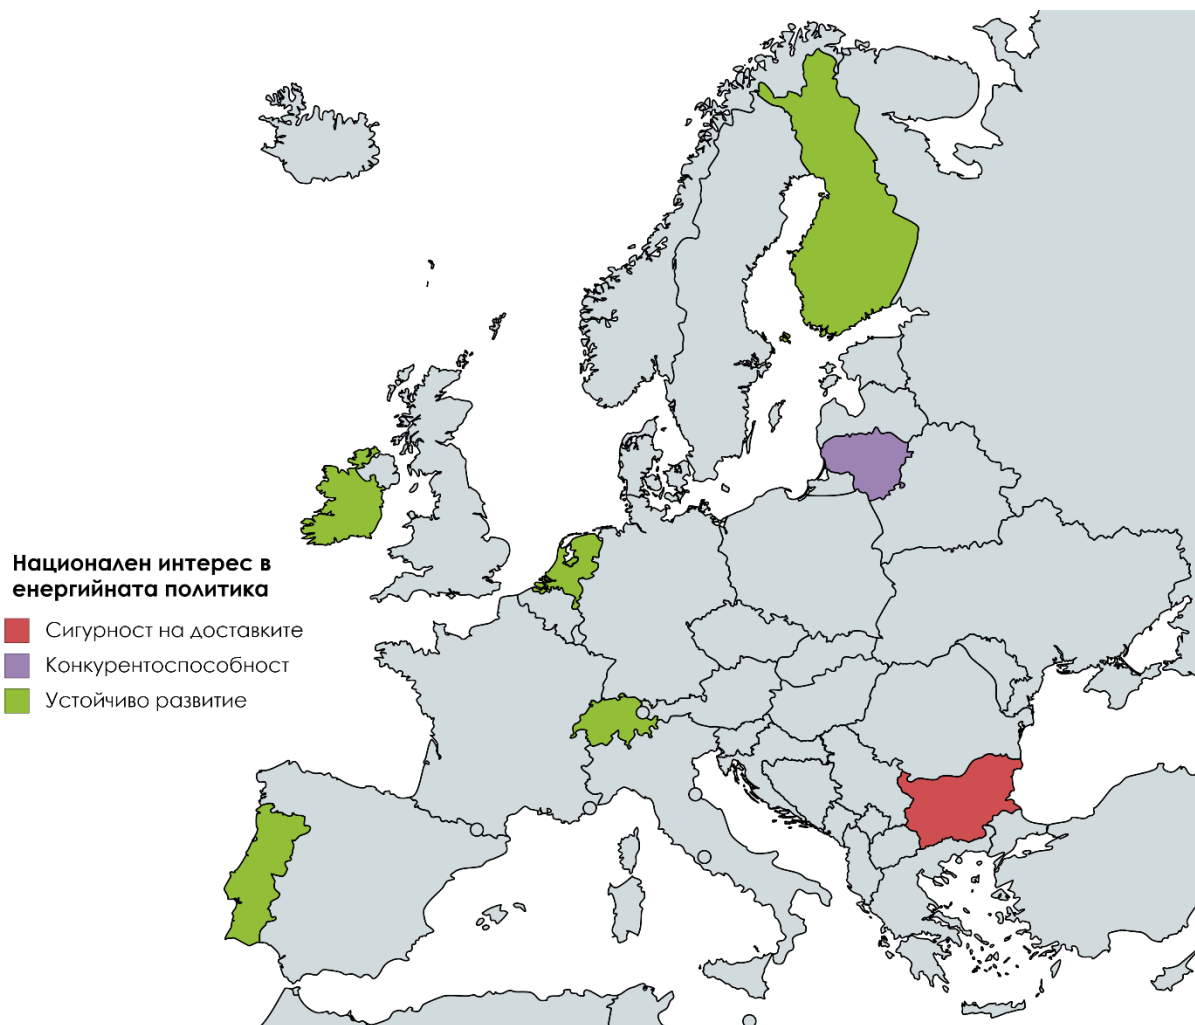 Национален интерес в
енергийната политика
Сигурност на доставките
Конкурентоспособност
Устойчиво развитие